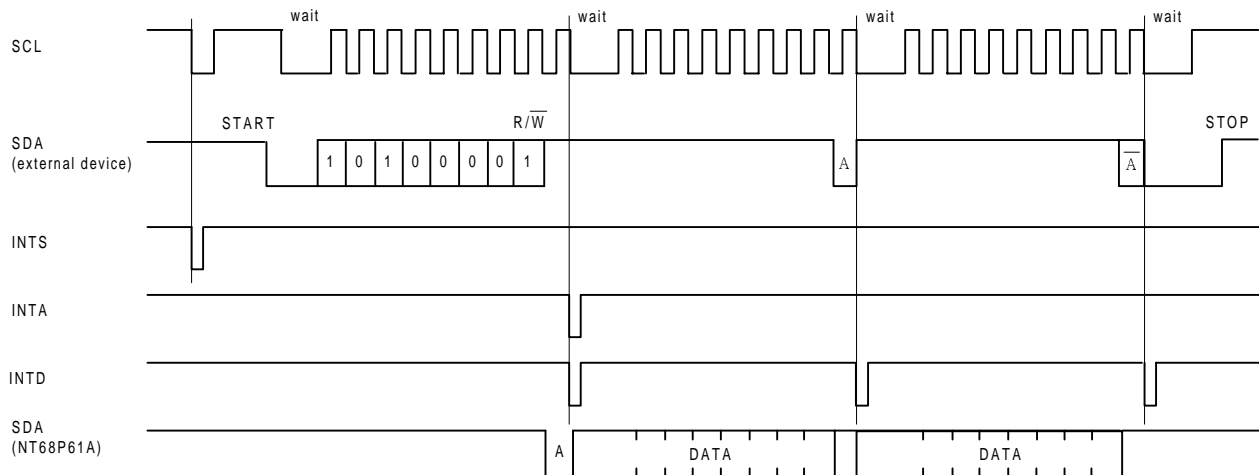 wait wait wait wait
SCL
START R/W̅ STOP
SDA
(external device)
1 0 1 0 0 0 0 1 A A̅
INTS
INTA
INTD
SDA
(NT68P61A)
A DATA DATA